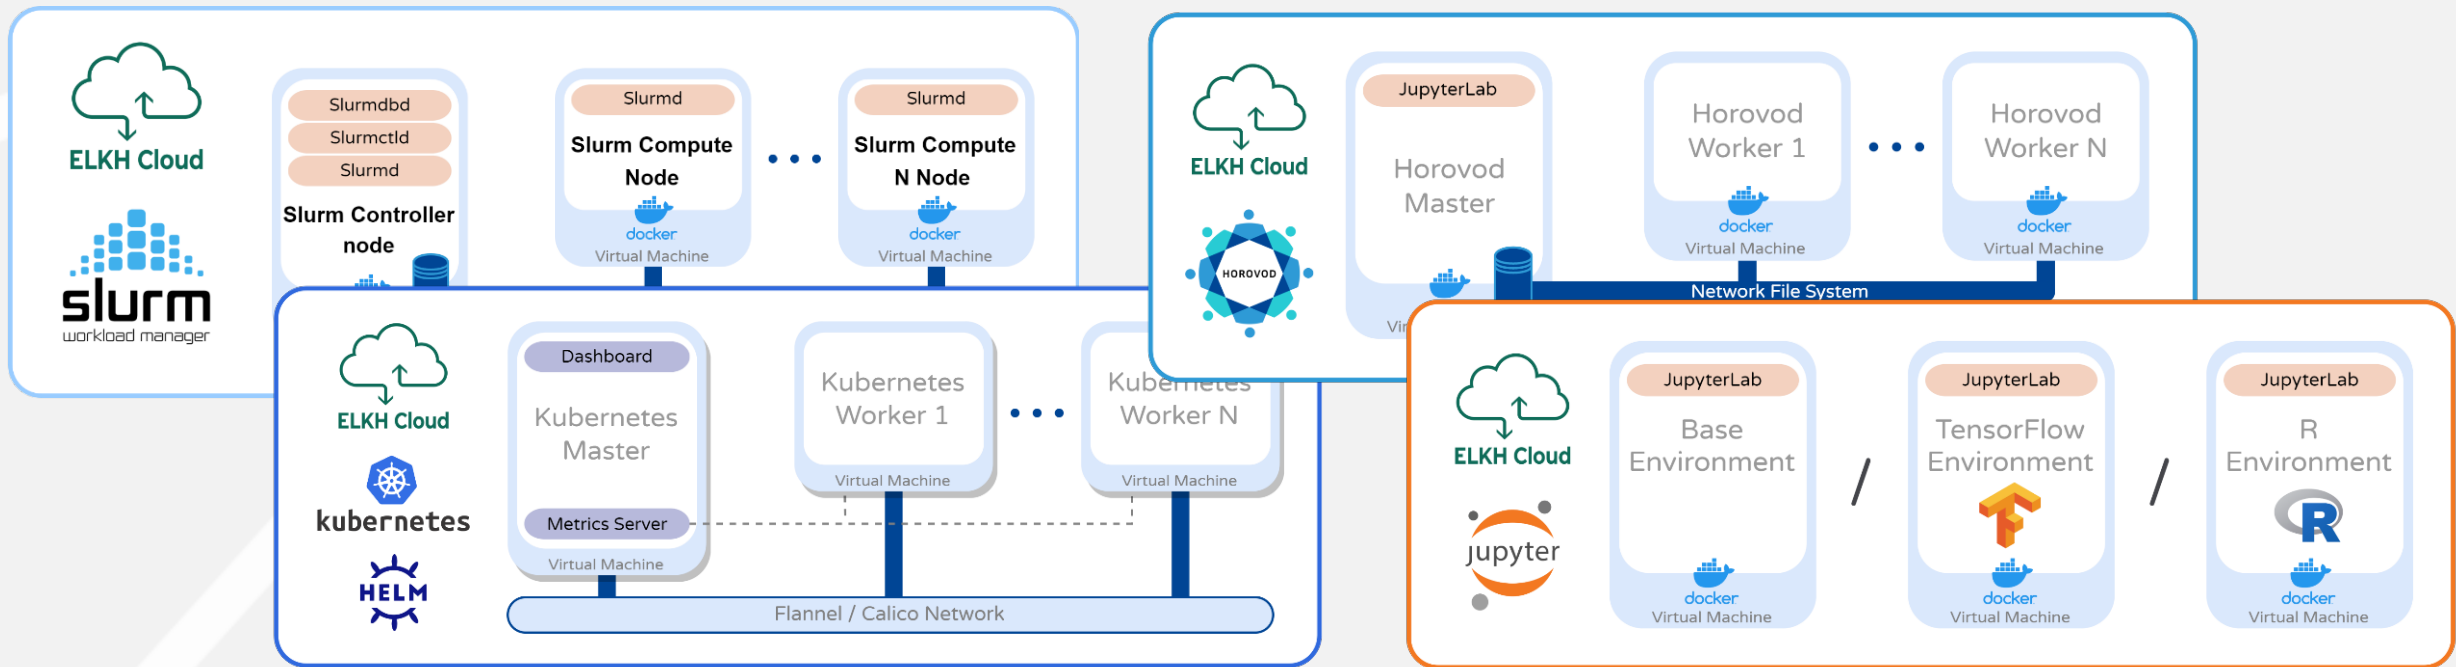 ELKH Cloud
slurm
workload manager
Slurmdbd
Slurmctld
Slurmd
Slurm Controller
node
Slurmd
Slurm Compute
Node
docker
Virtual Machine
Slurmd
Slurm Compute
N Node
docker
Virtual Machine
ELKH Cloud
kubernetes
HELM
Dashboard
Kubernetes
Master
Metrics Server
Virtual Machine
Kubernetes
Worker 1
Virtual Machine
Kubernetes
Worker N
Virtual Machine
Flannel / Calico Network
ELKH Cloud
HOROVOD
JupyterLab
Horovod
Master
Horovod
Worker 1
docker
Virtual Machine
Horovod
Worker N
docker
Virtual Machine
Network File System
ELKH Cloud
jupyter
JupyterLab
Base
Environment
docker
Virtual Machine
/
JupyterLab
TensorFlow
Environment
docker
Virtual Machine
/
JupyterLab
R
Environment
R
docker
Virtual Machine